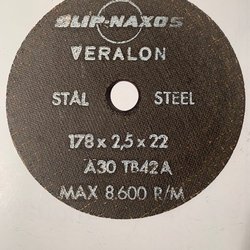 SLIP-NAXOS
VERALON
STÅL STEEL
178 x 2,5 x 22
A30 TB42A
MAX 8.600 R/M